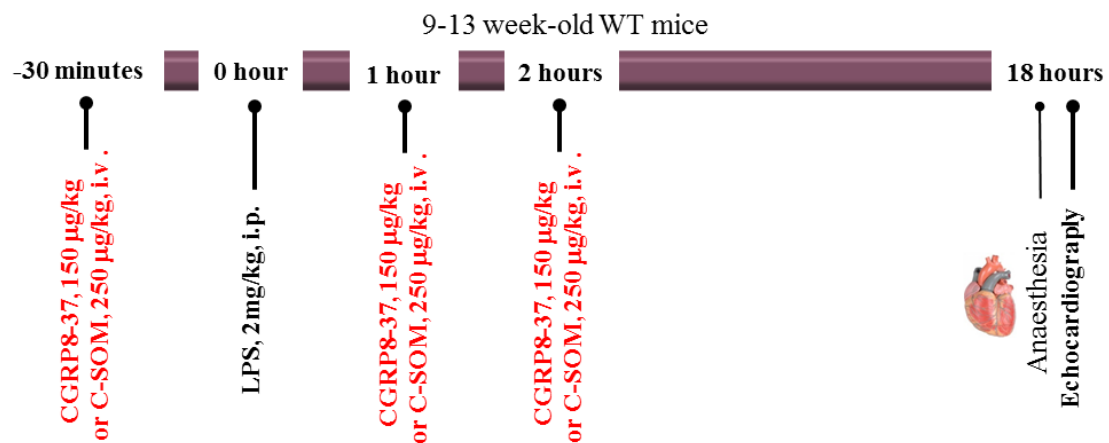 9-13 week-old WT mice
-30 minutes
0 hour
1 hour
2 hours
18 hours
CGRP8-37, 150 µg/kg
or C-SOM, 250 µg/kg, i.v .
LPS, 2mg/kg, i.p.
CGRP8-37, 150 µg/kg
or C-SOM, 250 µg/kg, i.v .
CGRP8-37, 150 µg/kg
or C-SOM, 250 µg/kg, i.v .
Anaesthesia
Echocardiography